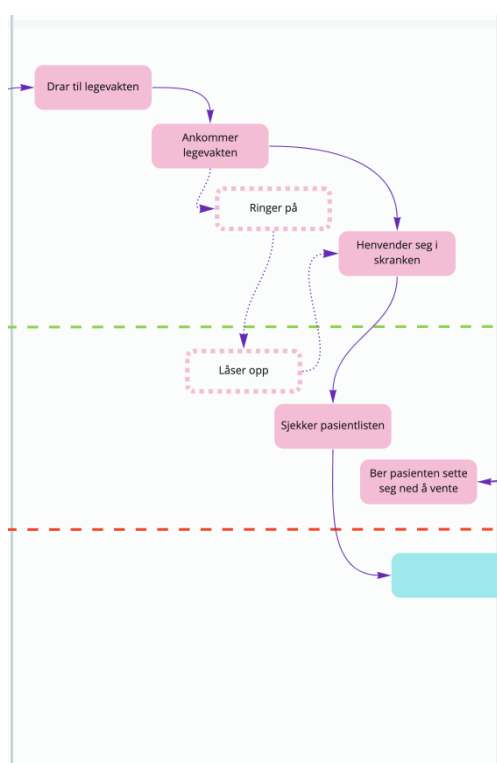 Drar til legevakten
Ankommer
legevakten
Ringer på
Henvender seg i
skranken
Låser opp
Sjekker pasientlisten
Ber pasienten sette
seg ned å vente